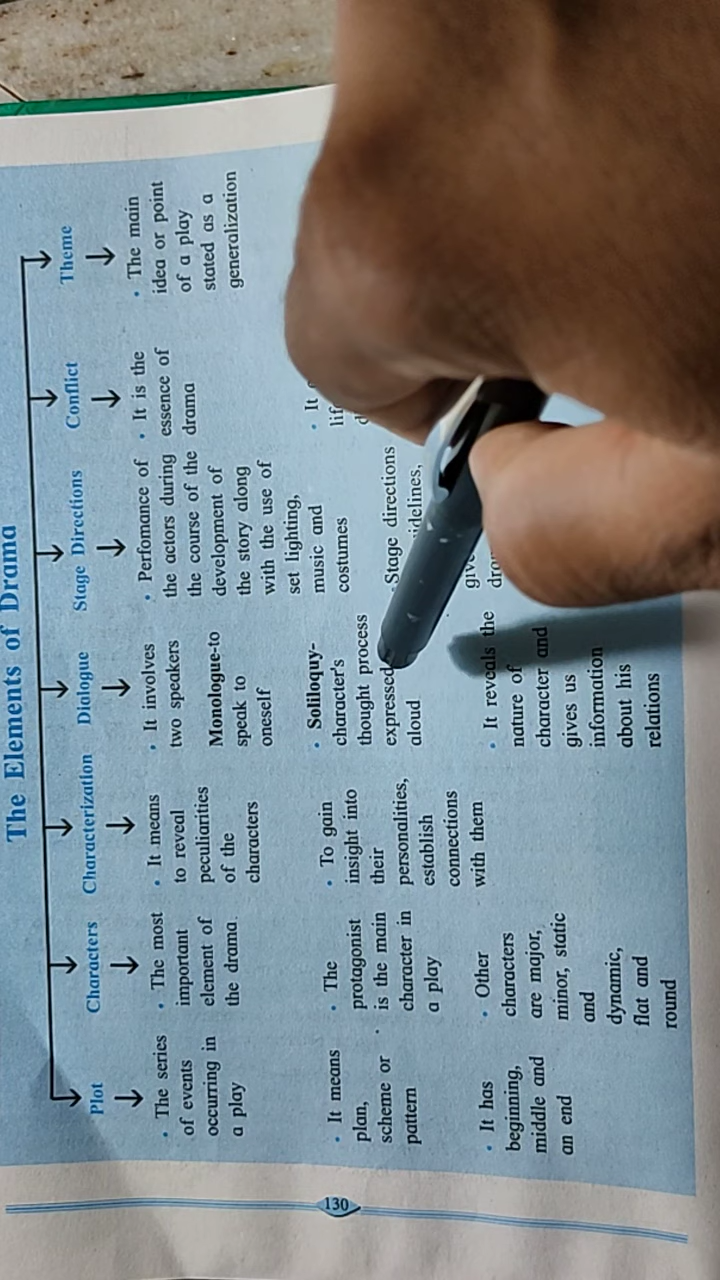 The Elements of Drama
Plot
• The series
of events
occurring in
a play
• It means
plan,
scheme or
pattern
• It has
beginning,
middle and
an end
Characters
• The most
important
element of
the drama
• The
protagonist
is the main
character in
a play
• Other
characters
are major,
minor, static
and
dynamic,
flat and
round
Characterization
• It means
to reveal
peculiarities
of the
characters
• To gain
insight into
their
personalities,
establish
connections
with them
Dialogue
• It involves
two speakers
Monologue-to
speak to
oneself
• Soliloquy-
character's
thought process
expressed
aloud
• It reveals the
nature of
character and
gives us
information
about his
relations
Stage Directions
• Perfomance of
the actors during
the course of the
development of
the story along
with the use of
set lighting,
music and
costumes
Stage directions
Conflict
• It is the
essence of
drama
• It
Theme
• The main
idea or point
of a play
stated as a
generalization
130